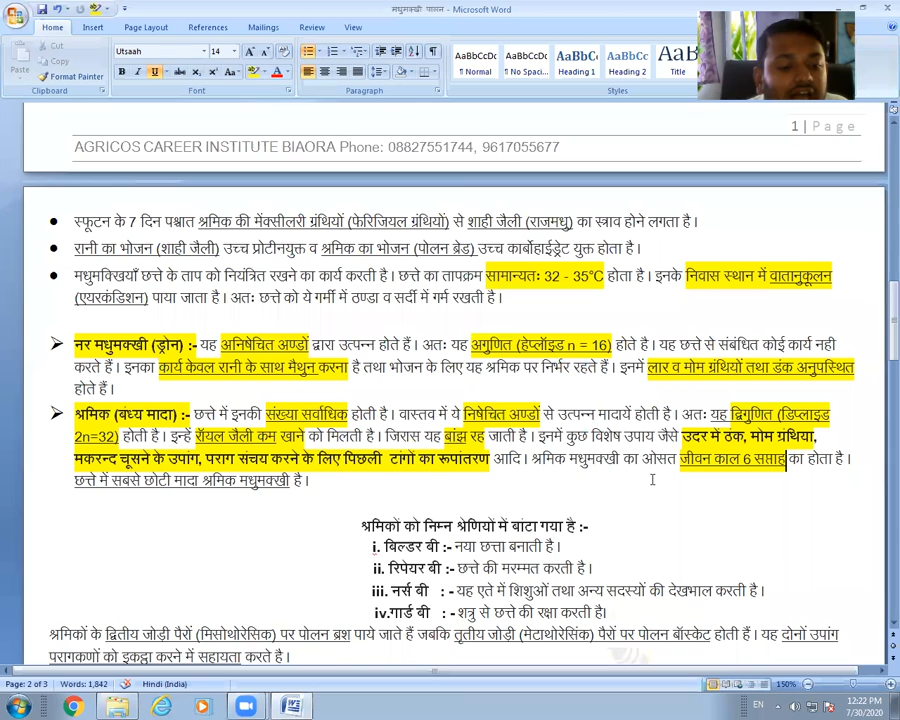 मधुमक्खी पालन - Microsoft Word
Home Insert Page Layout References Mailings Review View
Cut
Copy
Paste
Format Painter
Utsaah 14
AaBbCcDc AaBbCcDc AaBbCc AaBbCc AaB
¶ Normal ¶ No Spaci... Heading 1 Heading 2 Title
Clipboard Font Paragraph Styles
1 | P a g e
AGRICOS CAREER INSTITUTE BIAORA Phone: 08827551744, 9617055677
• स्फूटन के 7 दिन पश्चात श्रमिक की मेंक्सीलरी ग्रंथियों (फेरिजियल ग्रंथियों) से शाही जैली (राजमधु) का स्त्राव होने लगता है ।
• रानी का भोजन (शाही जैली) उच्च प्रोटीनयुक्त व श्रमिक का भोजन (पोलन ब्रेड) उच्च कार्बोहाईड्रेट युक्त होता है ।
• मधुमक्खियाँ छत्ते के ताप को नियंत्रित रखने का कार्य करती है । छत्ते का तापक्रम सामान्यतः 32 - 35°C होता है । इनके निवास स्थान में वातानुकूलन
(एयरकंडिशन) पाया जाता है । अतः छत्ते को ये गर्मी में ठण्डा व सर्दी में गर्म रखती है ।
➢ नर मधुमक्खी (ड्रोन) :- यह अनिषेचित अण्डों द्वारा उत्पन्न होते हैं । अतः यह अगुणित (हेप्लॉइड n = 16) होते है । यह छत्ते से संबंधित कोई कार्य नही
करते हैं । इनका कार्य केवल रानी के साथ मैथुन करना है तथा भोजन के लिए यह श्रमिक पर निर्भर रहते हैं । इनमें लार व मोम ग्रंथियों तथा डंक अनुपस्थित
होते हैं ।
➢ श्रमिक (बंध्य मादा) :- छत्ते में इनकी संख्या सर्वाधिक होती है । वास्तव में ये निषेचित अण्डों से उत्पन्न मादायें होती है । अतः यह द्विगुणित (डिप्लाइड
2n=32) होती है । इन्हें रॉयल जैली कम खाने को मिलती है । जिरास यह बांझ रह जाती है । इनमें कुछ विशेष उपाय जैसे उदर में ठंक, मोम ग्रंथिया,
मकरन्द चूसने के उपाग, पराग संचय करने के लिए पिछली टांगों का रूपांतरण आदि । श्रमिक मधुमक्खी का ओसत जीवन काल 6 सप्ताह का होता है ।
छत्ते में सबसे छोटी मादा श्रमिक मधुमक्खी है ।
श्रमिकों को निम्न श्रेणियों में बांटा गया है :-
i. बिल्डर बी :- नया छत्ता बनाती है ।
ii. रिपेयर बी :- छत्ते की मरम्मत करती है ।
iii. नर्स बी :- यह एते में शिशुओं तथा अन्य सदस्यों की देखभाल करती है ।
iv.गार्ड बी :- शत्रु से छत्ते की रक्षा करती है।
श्रमिकों के द्वितीय जोड़ी पैरों (मिसोथोरेसिक) पर पोलन ब्रश पाये जाते हैं जबकि तृतीय जोड़ी (मेटाथोरेसिंक) पैरों पर पोलन बॉस्केट होती हैं । यह दोनों उपांग
परागकणों को इकट्ठा करने में सहायता करते है ।
Page: 2 of 3 Words: 1,842 Hindi (India) 150%
EN 12:22 PM
7/30/2020